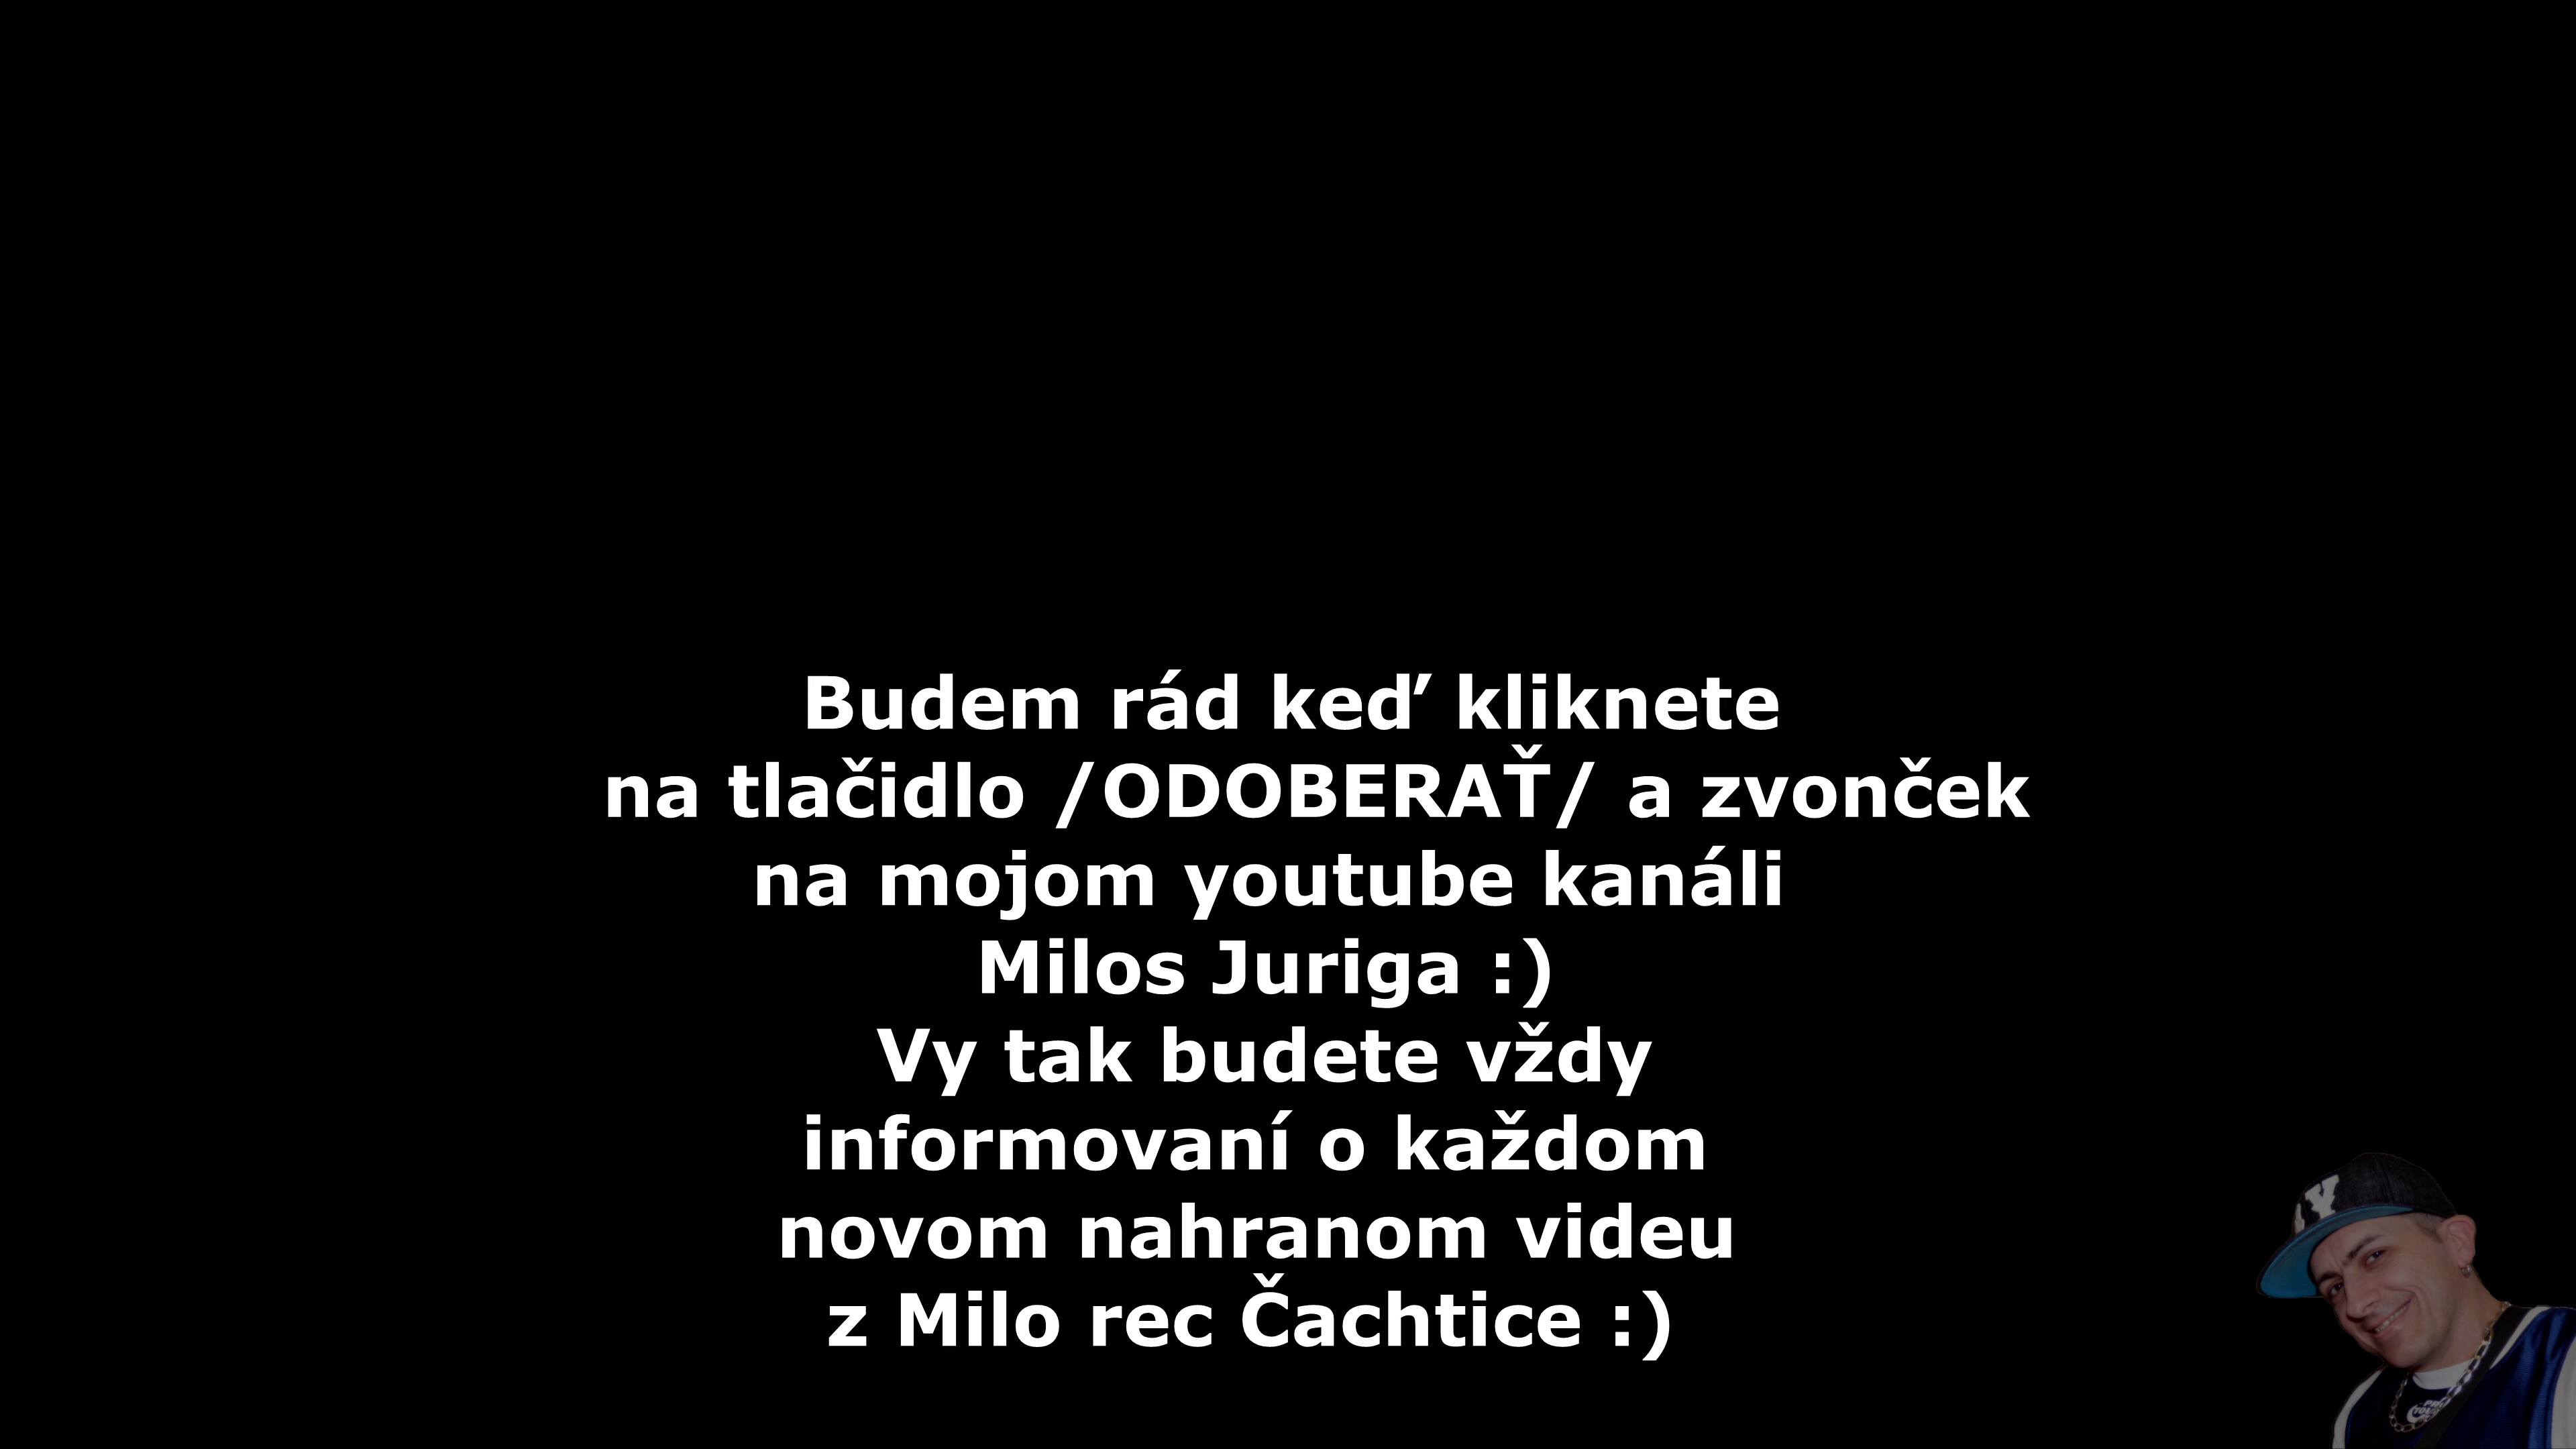 Budem rád keď kliknete
na tlačidlo /ODOBERAŤ/ a zvonček
na mojom youtube kanáli
Milos Juriga :)
Vy tak budete vždy
informovaní o každom
novom nahranom videu
z Milo rec Čachtice :)